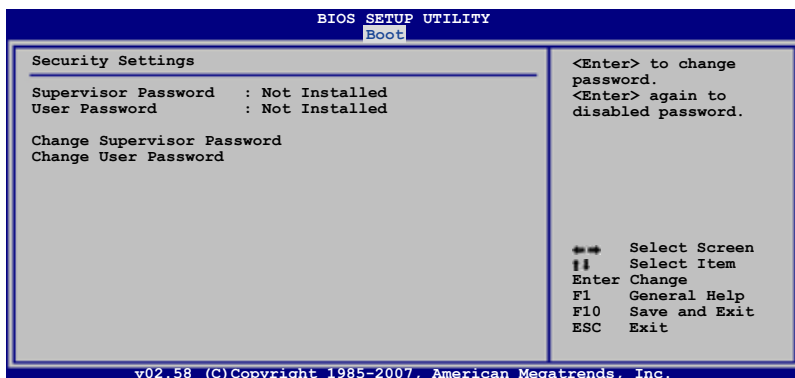 BIOS SETUP UTILITY
Boot
Security Settings
Supervisor Password : Not Installed
User Password : Not Installed
Change Supervisor Password
Change User Password
<Enter> to change
password.
<Enter> again to
disabled password.
←→ Select Screen
↑↓ Select Item
Enter Change
F1 General Help
F10 Save and Exit
ESC Exit
v02.58 (C)Copyright 1985-2007, American Megatrends, Inc.